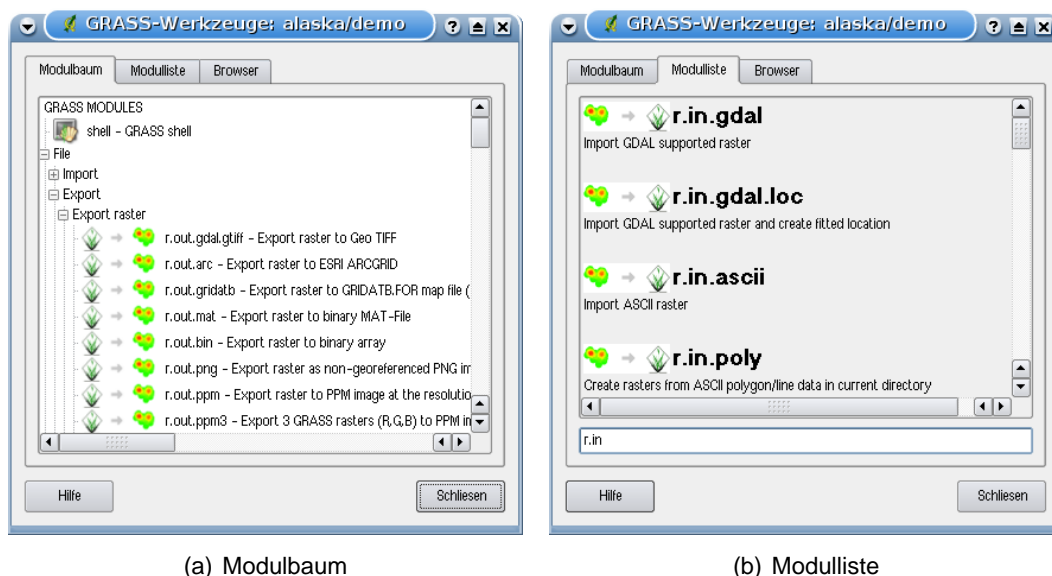 GRASS-Werkzeuge: alaska/demo
Modulbaum Modulliste Browser
GRASS MODULES
shell - GRASS shell
File
Import
Export
Export raster
r.out.gdal.gtiff - Export raster to Geo TIFF
r.out.arc - Export raster to ESRI ARCGRID
r.out.gridatb - Export raster to GRIDATB.FOR map file (
r.out.mat - Export raster to binary MAT-File
r.out.bin - Export raster to binary array
r.out.png - Export raster as non-georeferenced PNG im
r.out.ppm - Export raster to PPM image at the resolutio
r.out.ppm3 - Export 3 GRASS rasters (R,G,B) to PPM in
Hilfe Schliesen
(a) Modulbaum
GRASS-Werkzeuge: alaska/demo
Modulbaum Modulliste Browser
r.in.gdal
Import GDAL supported raster
r.in.gdal.loc
Import GDAL supported raster and create fitted location
r.in.ascii
Import ASCII raster
r.in.poly
Create rasters from ASCII polygon/line data in current directory
r.in
Hilfe Schliesen
(b) Modulliste